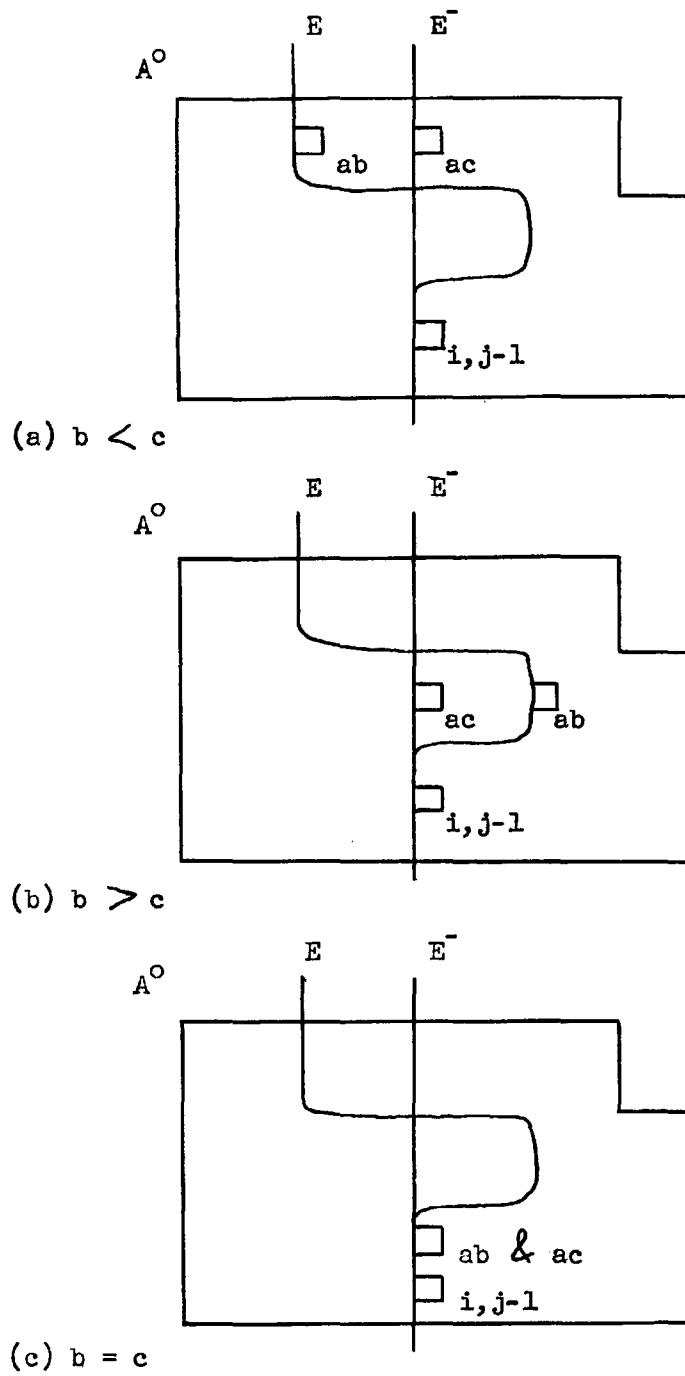 E E⁻
A°
ab ac
i,j-1
(a) b < c
E E⁻
A°
ac ab
i,j-1
(b) b > c
E E⁻
A°
ab & ac
i,j-1
(c) b = c